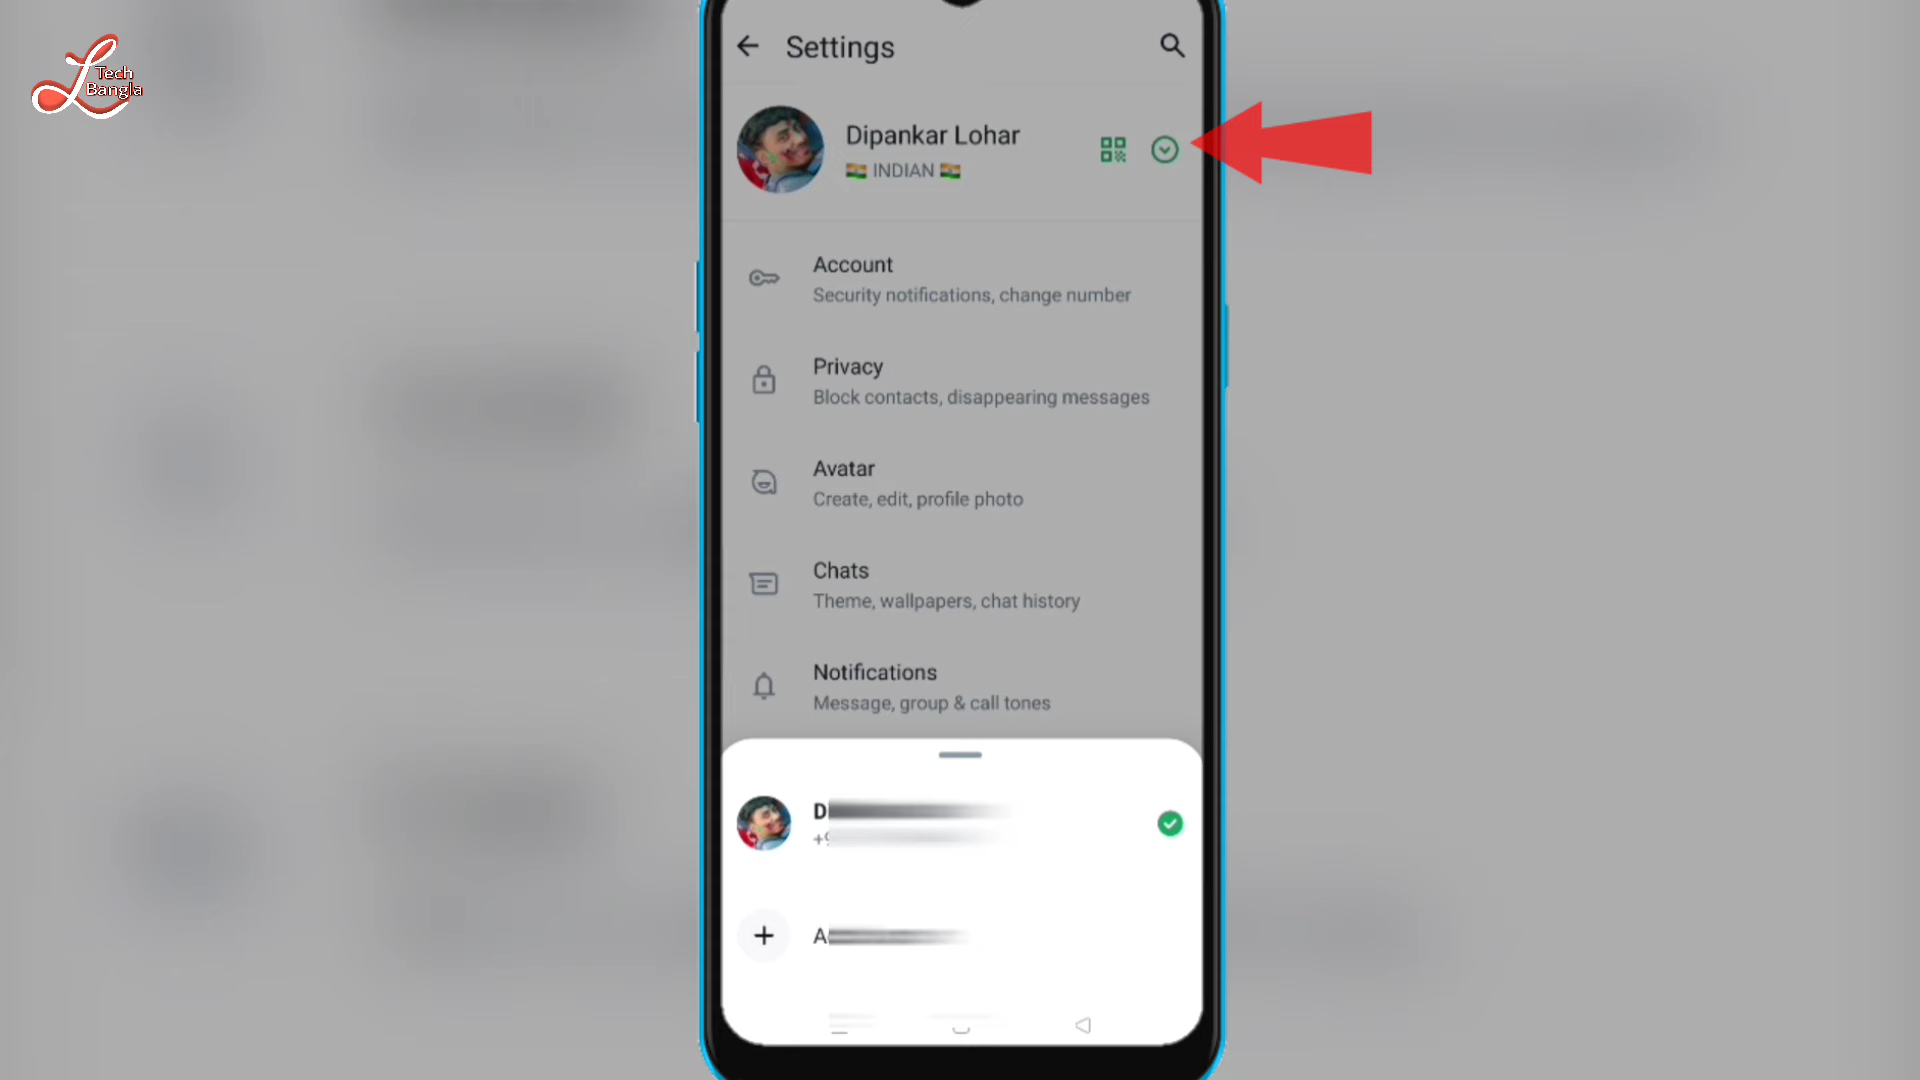 Tech
Bangla
Settings
Dipankar Lohar
🇮🇳 INDIAN 🇮🇳
Account
Security notifications, change number
Privacy
Block contacts, disappearing messages
Avatar
Create, edit, profile photo
Chats
Theme, wallpapers, chat history
Notifications
Message, group & call tones